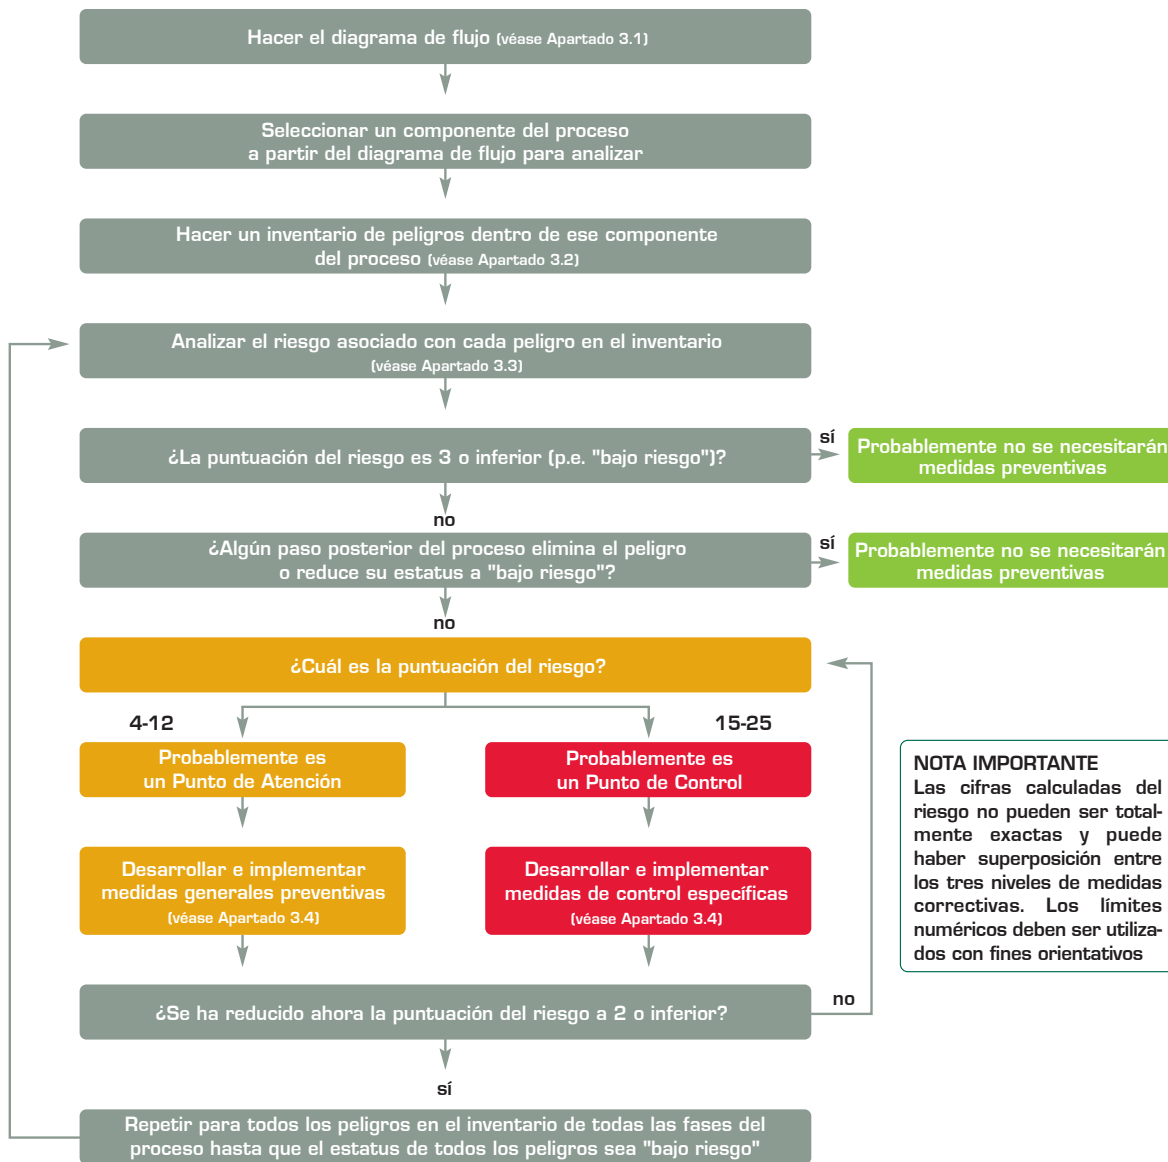 Hacer el diagrama de flujo (véase Apartado 3.1)
Seleccionar un componente del proceso
a partir del diagrama de flujo para analizar
Hacer un inventario de peligros dentro de ese componente
del proceso (véase Apartado 3.2)
Analizar el riesgo asociado con cada peligro en el inventario
(véase Apartado 3.3)
¿La puntuación del riesgo es 3 o inferior (p.e. "bajo riesgo")?
sí
Probablemente no se necesitarán
medidas preventivas
no
¿Algún paso posterior del proceso elimina el peligro
o reduce su estatus a "bajo riesgo"?
sí
Probablemente no se necesitarán
medidas preventivas
no
¿Cuál es la puntuación del riesgo?
4-12
15-25
Probablemente es
un Punto de Atención
Probablemente es
un Punto de Control
Desarrollar e implementar
medidas generales preventivas
(véase Apartado 3.4)
Desarrollar e implementar
medidas de control específicas
(véase Apartado 3.4)
NOTA IMPORTANTE
Las cifras calculadas del
riesgo no pueden ser total-
mente exactas y puede
haber superposición entre
los tres niveles de medidas
correctivas. Los límites
numéricos deben ser utiliza-
dos con fines orientativos
¿Se ha reducido ahora la puntuación del riesgo a 2 o inferior?
no
sí
Repetir para todos los peligros en el inventario de todas las fases del
proceso hasta que el estatus de todos los peligros sea "bajo riesgo"